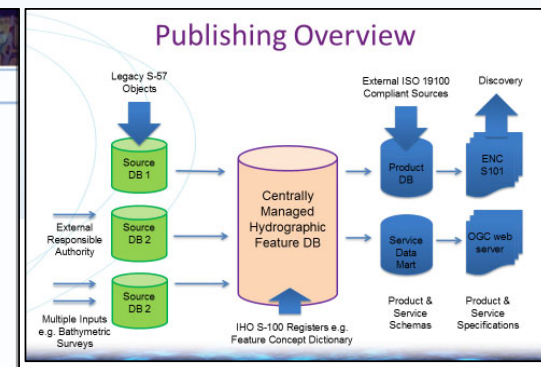 Publishing Overview
Legacy S-57
Objects
External ISO 19100
Compliant Sources
Discovery
Source
DB 1
Product
DB
ENC
S101
Centrally
Managed
Hydrographic
Feature DB
External
Responsible
Authority
Source
DB 2
Service
Data
Mart
OGC web
server
Source
DB 2
Multiple Inputs
e.g. Bathymetric
Surveys
IHO S-100 Registers e.g.
Feature Concept Dictionary
Product &
Service
Schemas
Product &
Service
Specifications